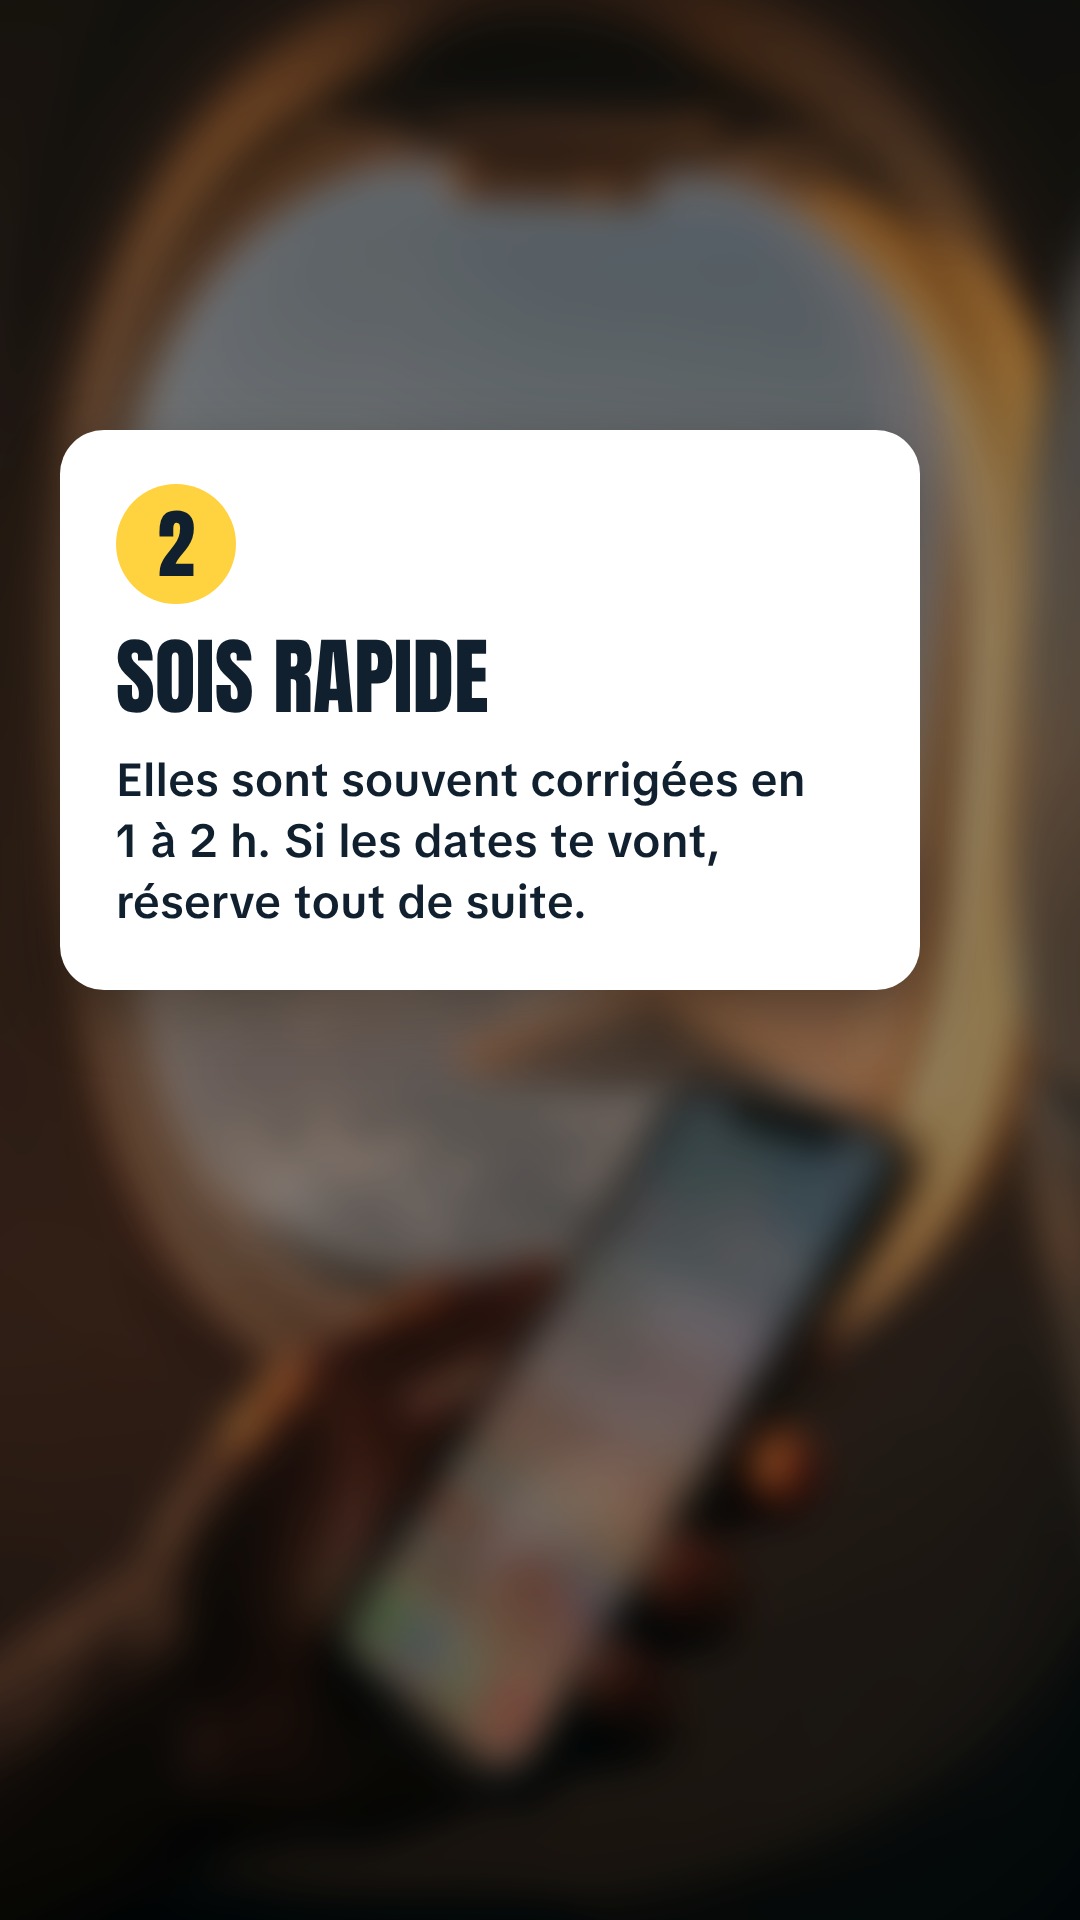 2
SOIS RAPIDE
Elles sont souvent corrigées en
1 à 2 h. Si les dates te vont,
réserve tout de suite.